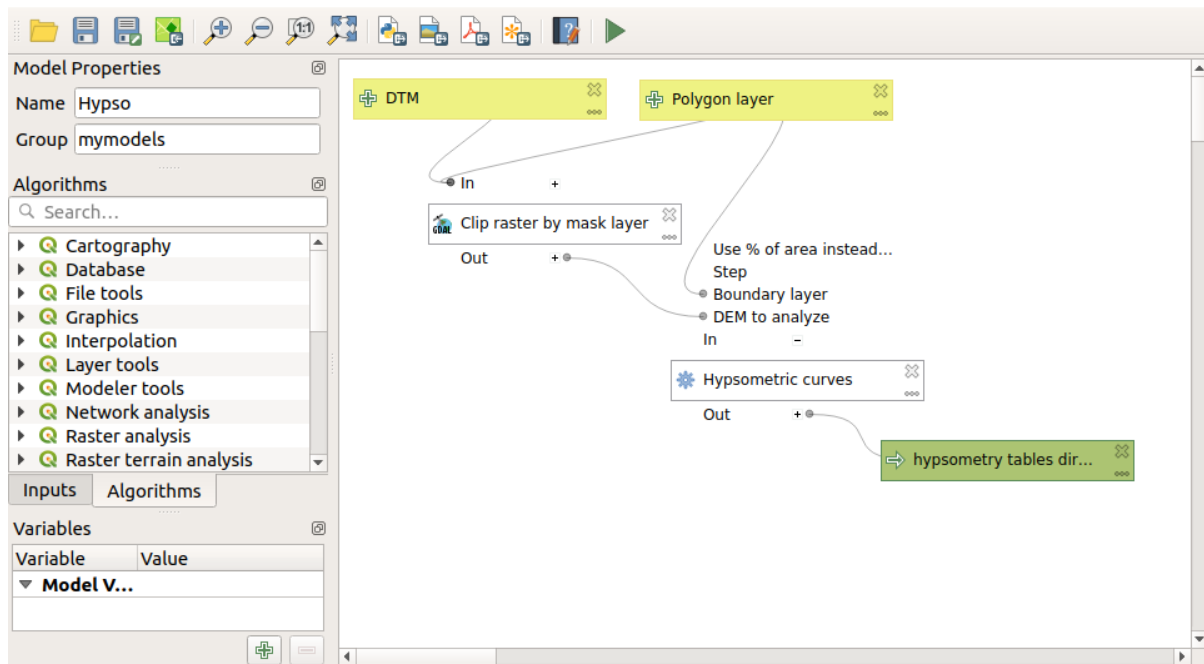 1:1
Model Properties
Name Hypso
Group mymodels
Algorithms
Search...
Cartography
Database
File tools
Graphics
Interpolation
Layer tools
Modeler tools
Network analysis
Raster analysis
Raster terrain analysis
Inputs Algorithms
Variables
Variable Value
Model V...
DTM
Polygon layer
In +
GDAL Clip raster by mask layer
Out +
Use % of area instead...
Step
Boundary layer
DEM to analyze
In −
Hypsometric curves
Out +
hypsometry tables dir...